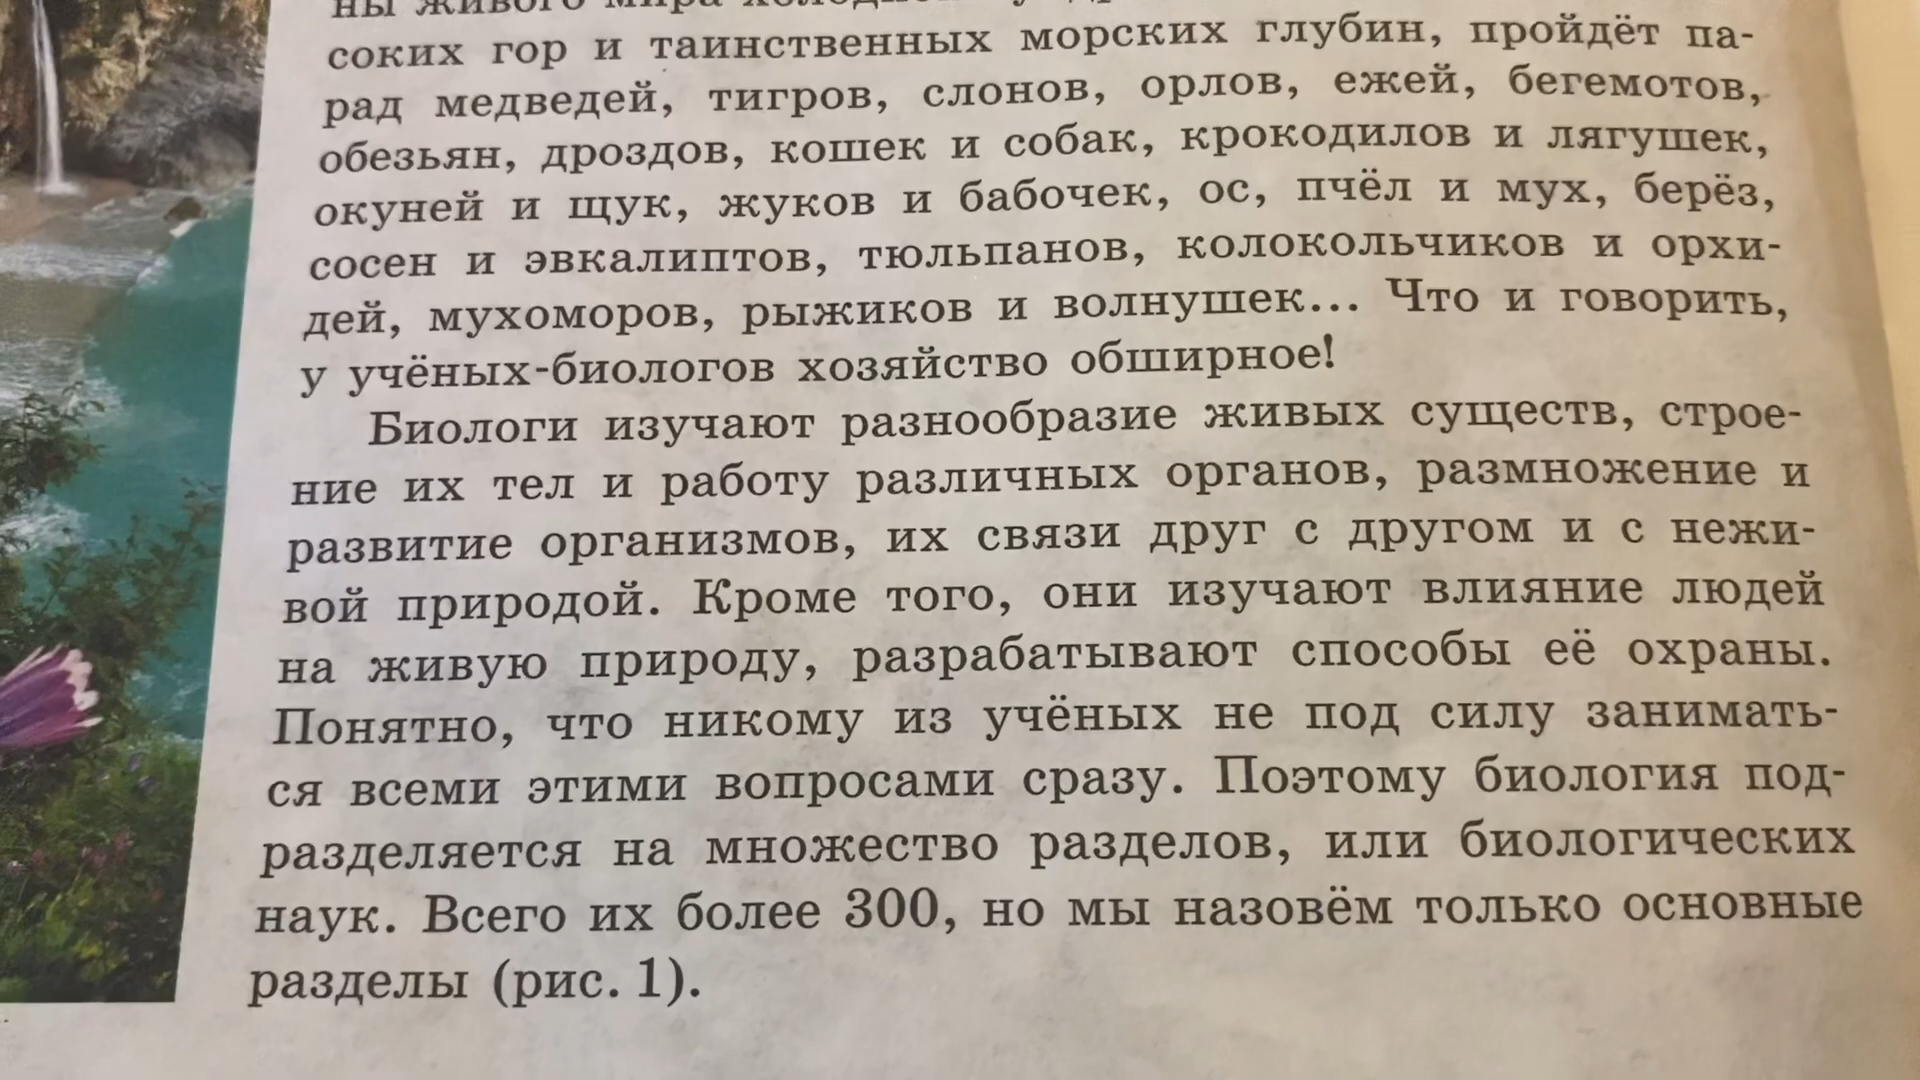 ны живого мира
соких гор и таинственных морских глубин, пройдёт па-
рад медведей, тигров, слонов, орлов, ежей, бегемотов,
обезьян, дроздов, кошек и собак, крокодилов и лягушек,
окуней и щук, жуков и бабочек, ос, пчёл и мух, берёз,
сосен и эвкалиптов, тюльпанов, колокольчиков и орхи-
дей, мухоморов, рыжиков и волнушек... Что и говорить,
у учёных-биологов хозяйство обширное!
Биологи изучают разнообразие живых существ, строе-
ние их тел и работу различных органов, размножение и
развитие организмов, их связи друг с другом и с нежи-
вой природой. Кроме того, они изучают влияние людей
на живую природу, разрабатывают способы её охраны.
Понятно, что никому из учёных не под силу занимать-
ся всеми этими вопросами сразу. Поэтому биология под-
разделяется на множество разделов, или биологических
наук. Всего их более 300, но мы назовём только основные
разделы (рис. 1).